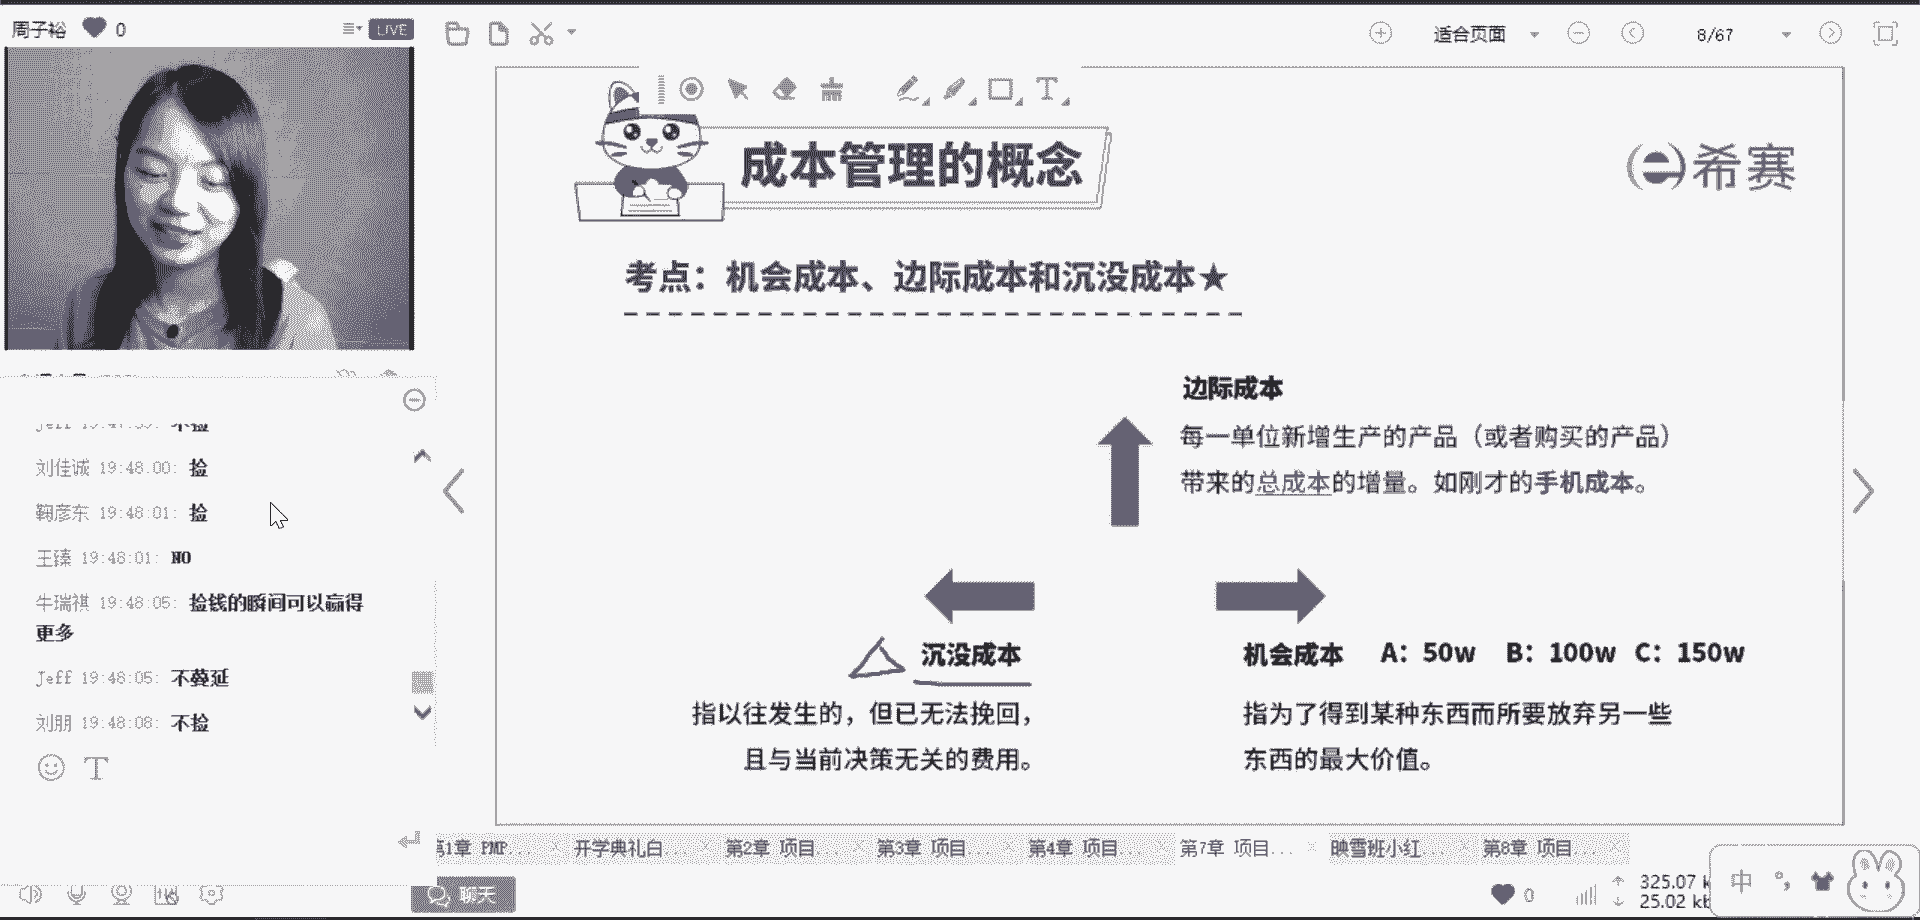 周子裕 0
LIVE
适合页面
8/67
成本管理的概念
希赛
考点：机会成本、边际成本和沉没成本★
边际成本
每一单位新增生产的产品（或者购买的产品）
带来的总成本的增量。如刚才的手机成本。
沉没成本
指以往发生的，但已无法挽回，
且与当前决策无关的费用。
机会成本 A：50w B：100w C：150w
指为了得到某种东西而所要放弃另一些
东西的最大价值。
刘佳诚 19:48:00: 捡
鞠彦东 19:48:01: 捡
王臻 19:48:01: NO
牛瑞祺 19:48:05: 捡钱的瞬间可以赢得
更多
Jeff 19:48:05: 不蔓延
刘朋 19:48:08: 不捡
第1章 PMP... 开学典礼白... 第2章 项目... 第3章 项目... 第4章 项目... 第7章 项目... 映雪班小红... 第8章 项目...
聊天
0
325.07 k
25.02 kb
中